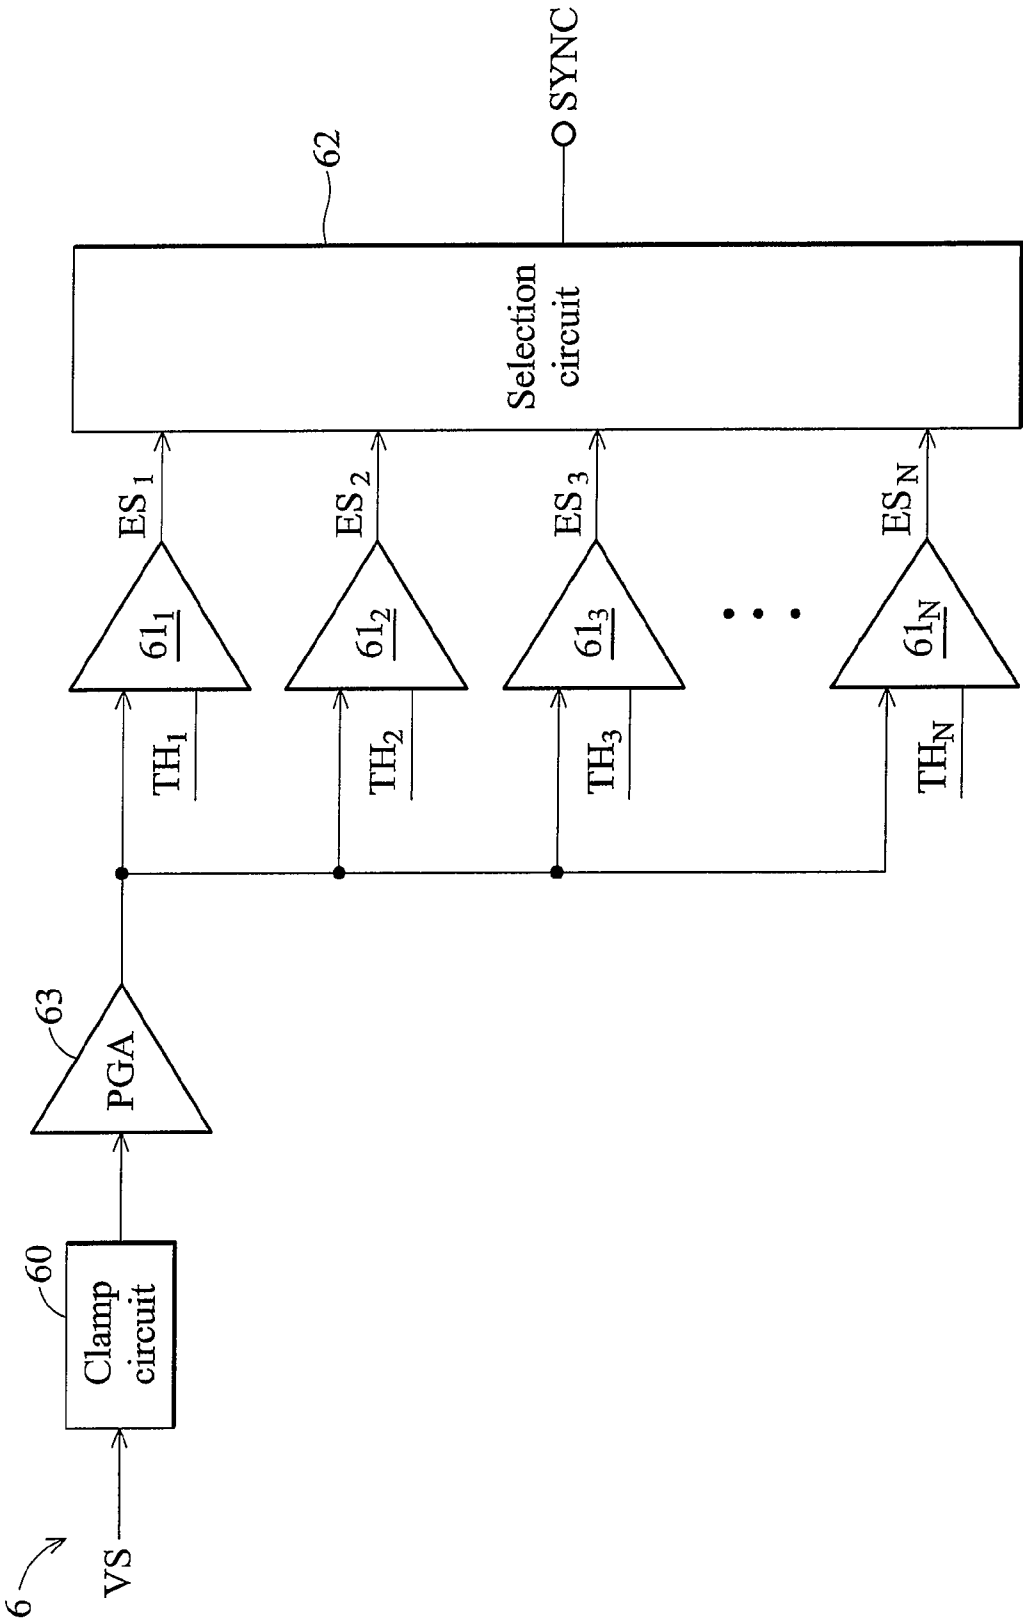 6
VS
60
Clamp
circuit
63
PGA
TH1
TH2
TH3
THN
611
612
613
61N
ES1
ES2
ES3
ESN
62
Selection
circuit
SYNC